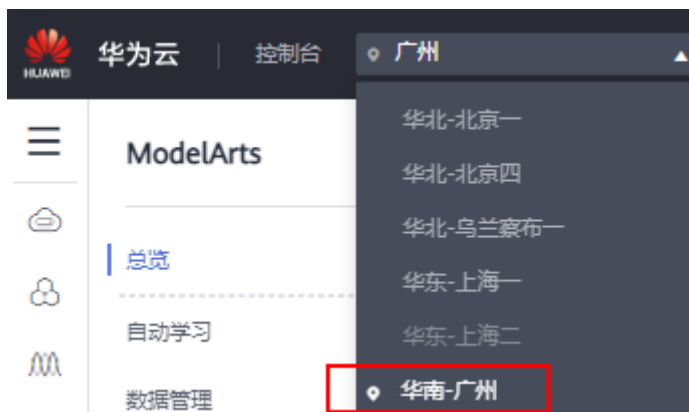 HUAWEI 华为云 控制台 广州
ModelArts
总览
自动学习
数据管理
华北-北京一
华北-北京四
华北-乌兰察布一
华东-上海一
华东-上海二
华南-广州